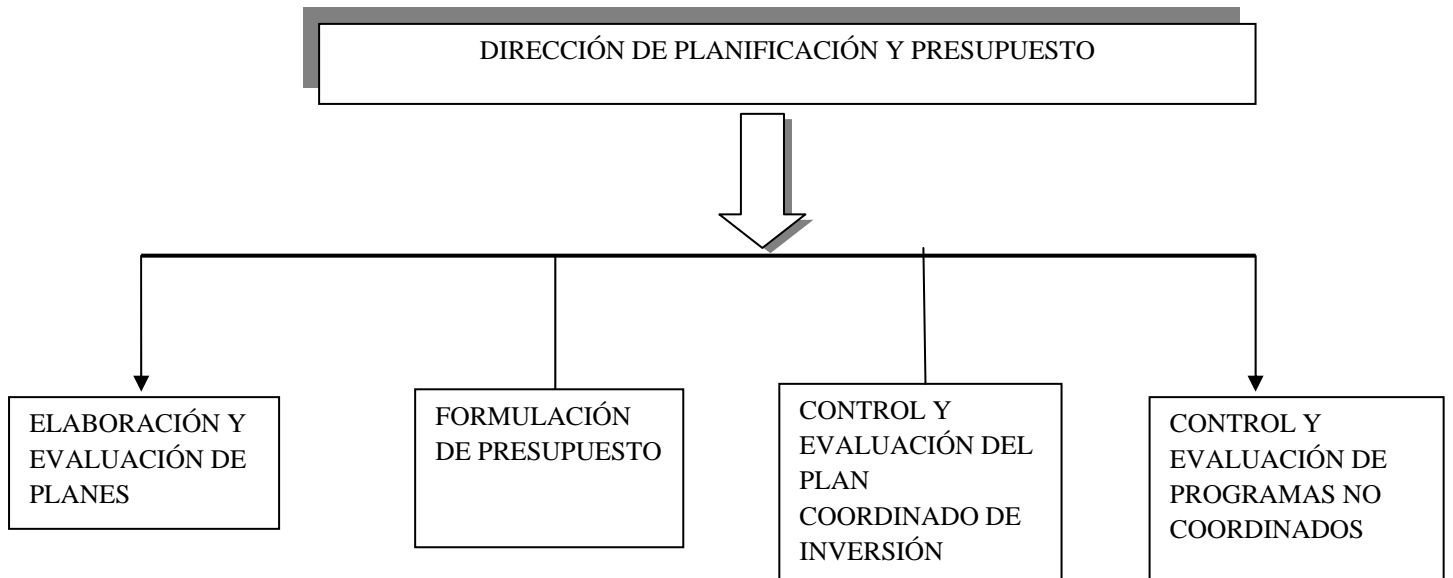 DIRECCIÓN DE PLANIFICACIÓN Y PRESUPUESTO
ELABORACIÓN Y
EVALUACIÓN DE
PLANES
FORMULACIÓN
DE PRESUPUESTO
CONTROL Y
EVALUACIÓN DEL
PLAN
COORDINADO DE
INVERSIÓN
CONTROL Y
EVALUACIÓN DE
PROGRAMAS NO
COORDINADOS